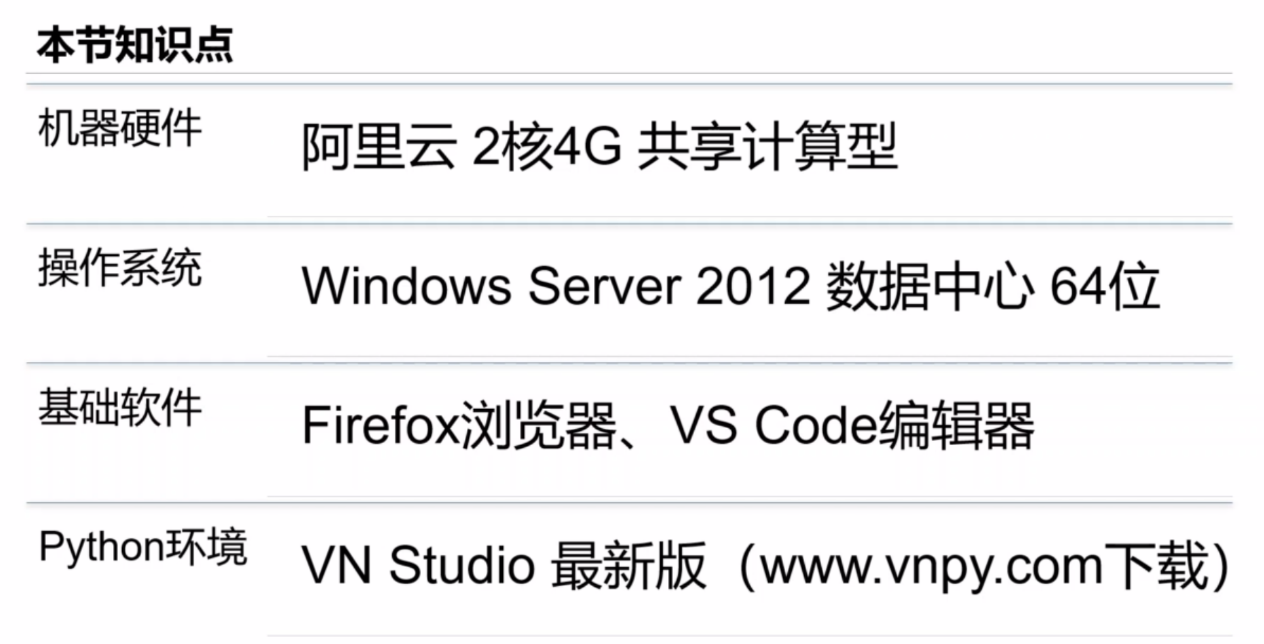 本节知识点
机器硬件
阿里云 2核4G 共享计算型
操作系统
Windows Server 2012 数据中心 64位
基础软件
Firefox浏览器、VS Code编辑器
Python环境
VN Studio 最新版（www.vnpy.com下载）